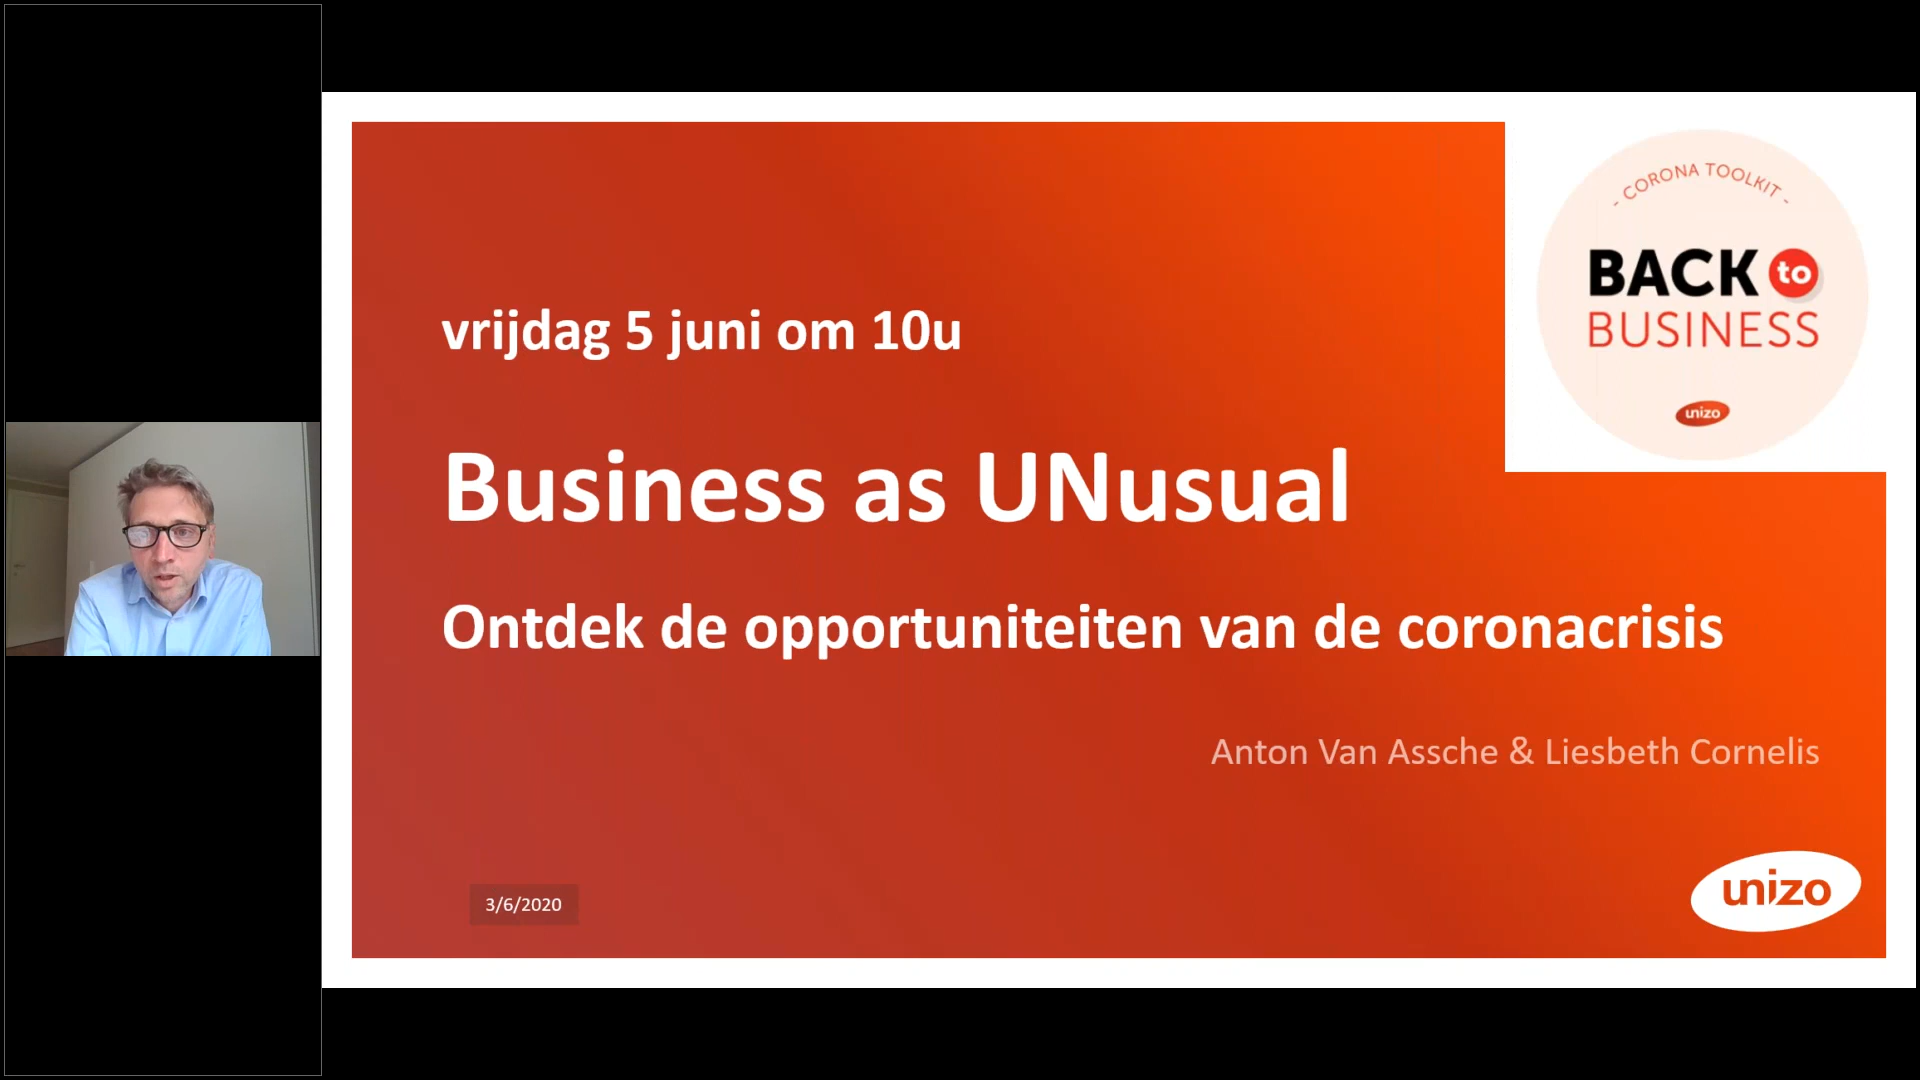 - CORONA TOOLKIT -
BACK to
BUSINESS
unizo
vrijdag 5 juni om 10u
Business as UNusual
Ontdek de opportuniteiten van de coronacrisis
Anton Van Assche & Liesbeth Cornelis
3/6/2020
unizo